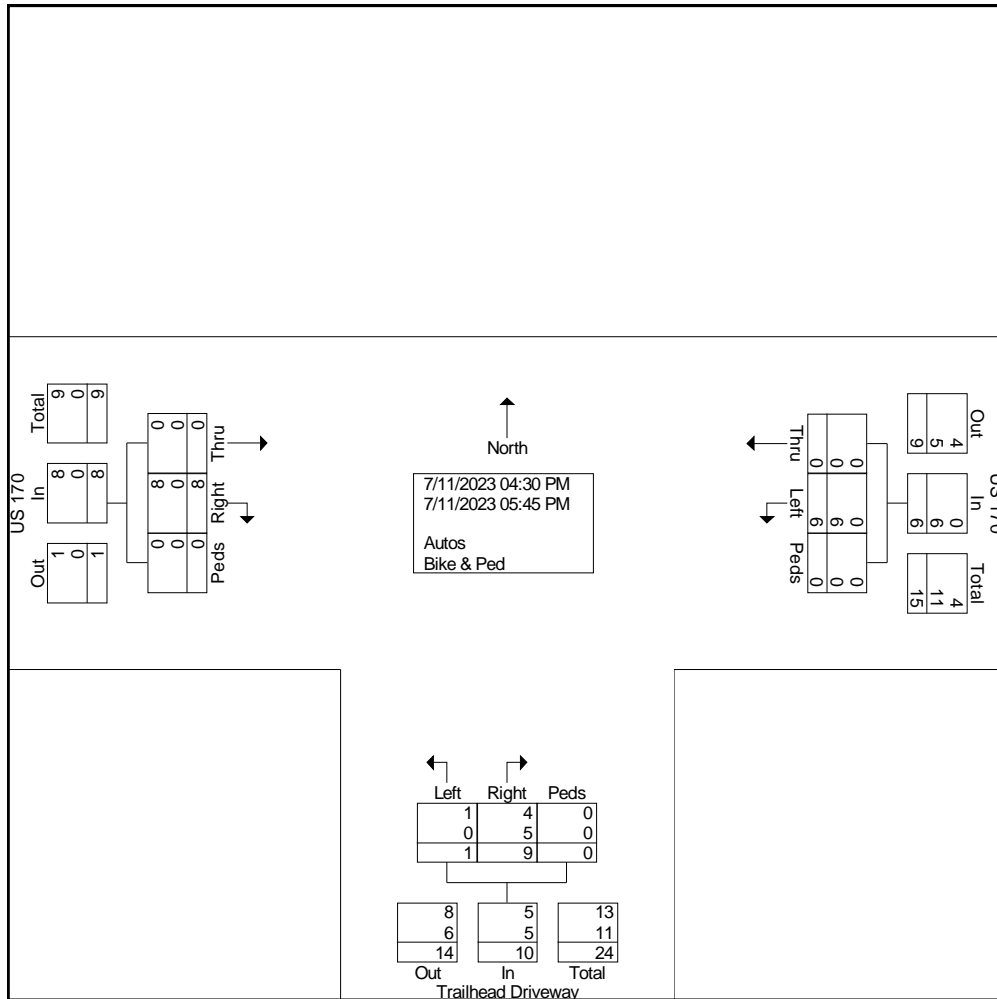 Total
9 0 9
In
8 0 8
Out
1 0 1
US 170
Thru
0 0 0
Right
8 0 8
Peds
0 0 0
North
7/11/2023 04:30 PM
7/11/2023 05:45 PM
Autos
Bike & Ped
Thru
0 0 0
Left
0 6 6
Peds
0 0 0
Out
4 5 9
In
0 6 6
Total
4 11 15
US 170
Left Right Peds
1 4 0
0 5 0
1 9 0
8 5 13
6 5 11
14 10 24
Out In Total
Trailhead Driveway